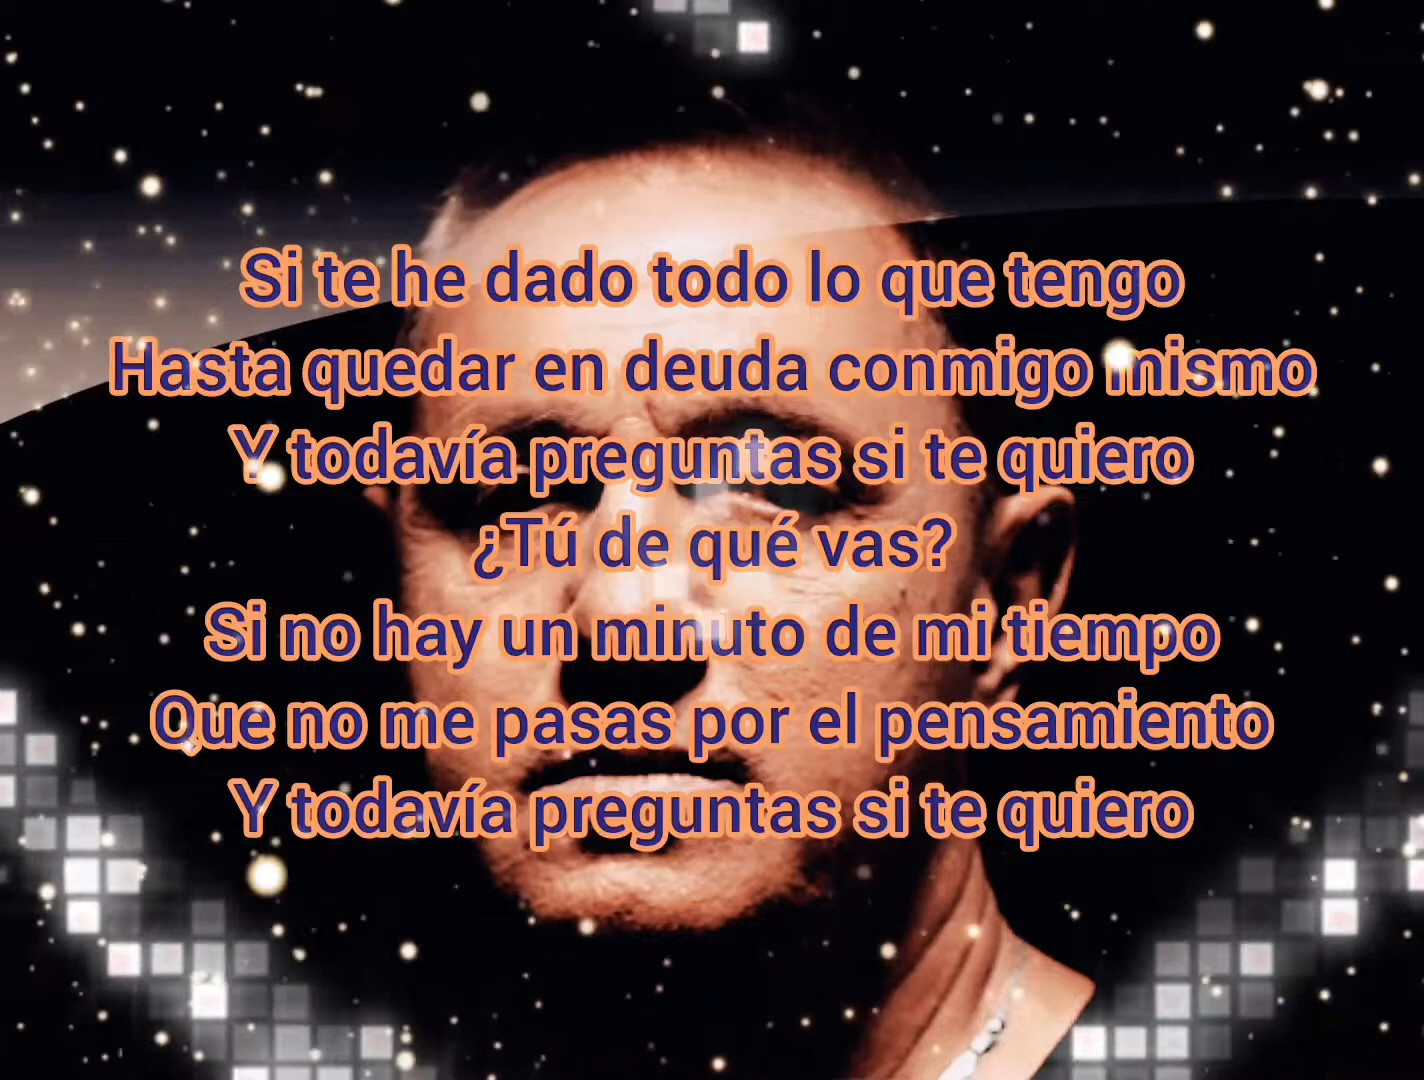 Si te he dado todo lo que tengo
Hasta quedar en deuda conmigo mismo
Y todavía preguntas si te quiero
¿Tú de qué vas?
Si no hay un minuto de mi tiempo
Que no me pasas por el pensamiento
Y todavía preguntas si te quiero